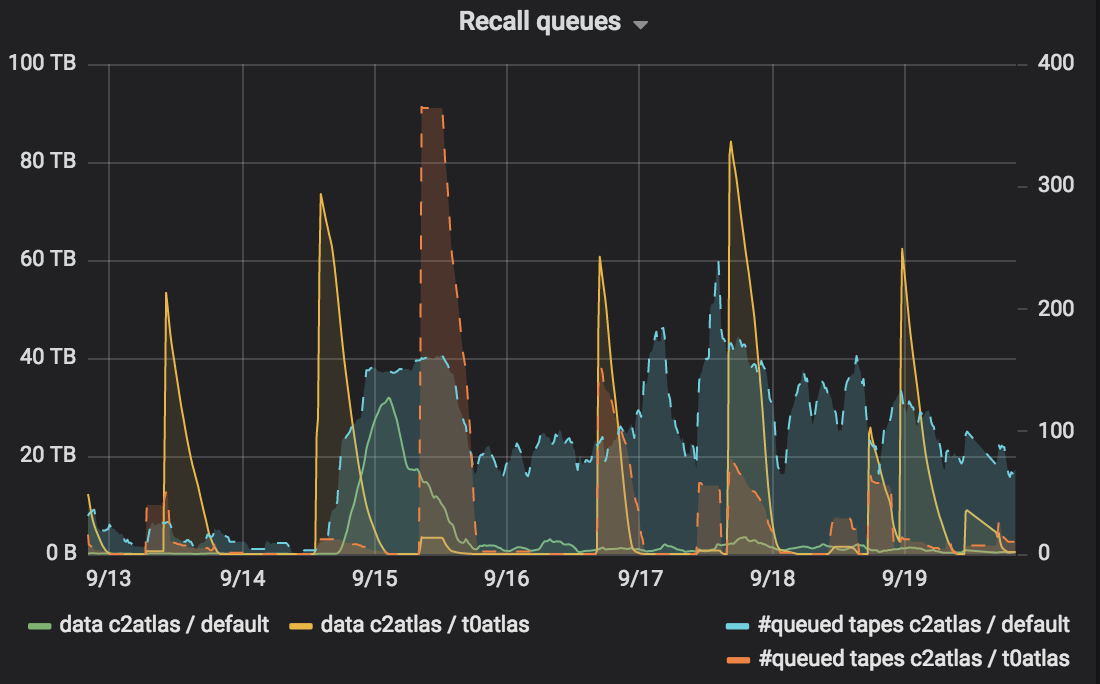 Recall queues
100 TB 400
80 TB
300
60 TB
200
40 TB
100
20 TB
0 B 0
9/13 9/14 9/15 9/16 9/17 9/18 9/19
data c2atlas / default data c2atlas / t0atlas #queued tapes c2atlas / default
#queued tapes c2atlas / t0atlas